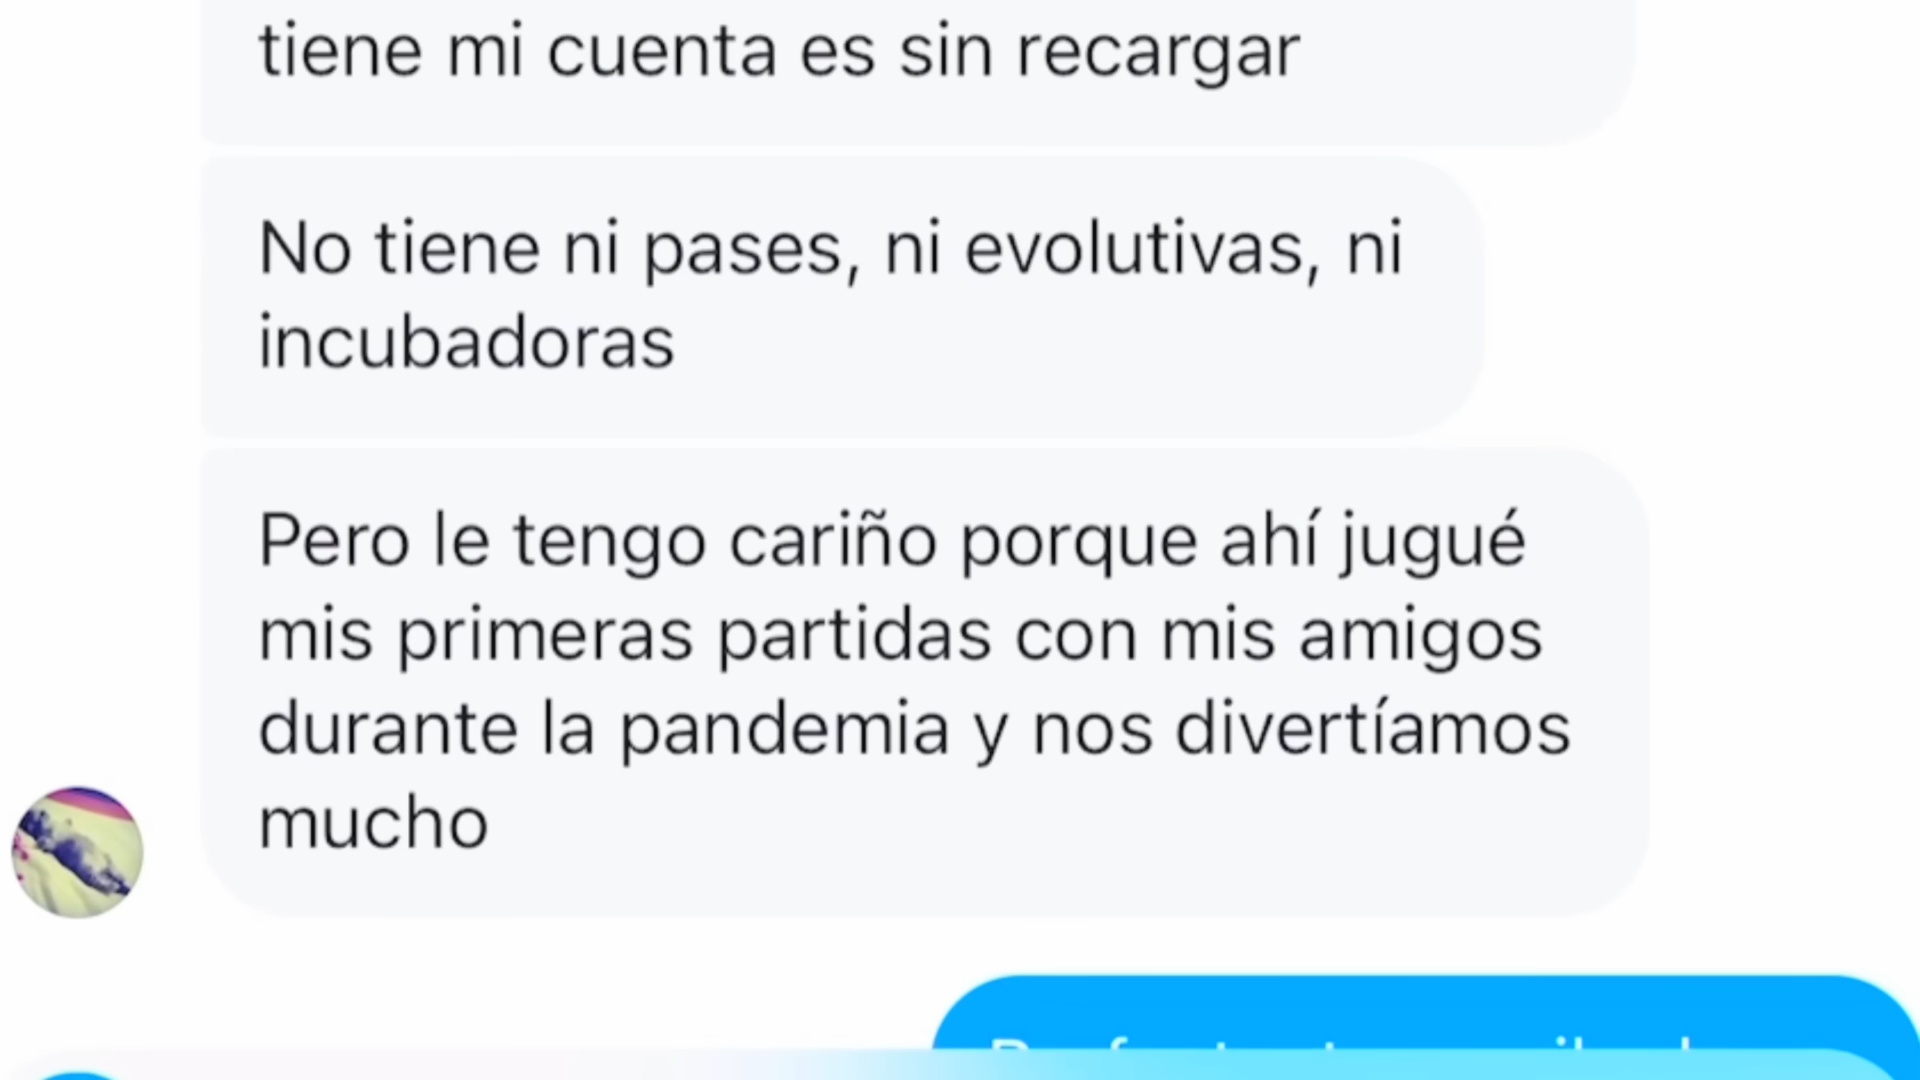 tiene mi cuenta es sin recargar
No tiene ni pases, ni evolutivas, ni
incubadoras
Pero le tengo cariño porque ahí jugué
mis primeras partidas con mis amigos
durante la pandemia y nos divertíamos
mucho